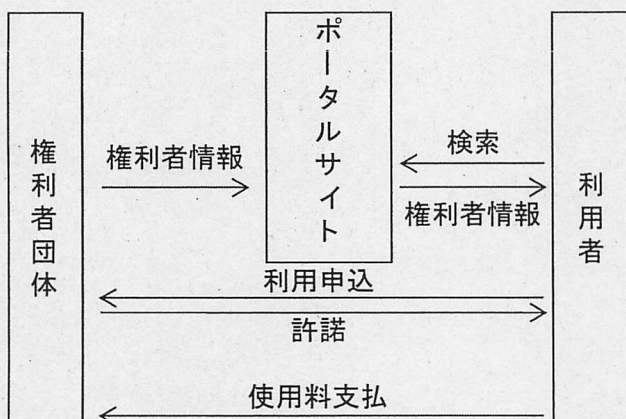 ポータルサイト
権利者団体
利用者
権利者情報
検索
権利者情報
利用申込
許諾
使用料支払